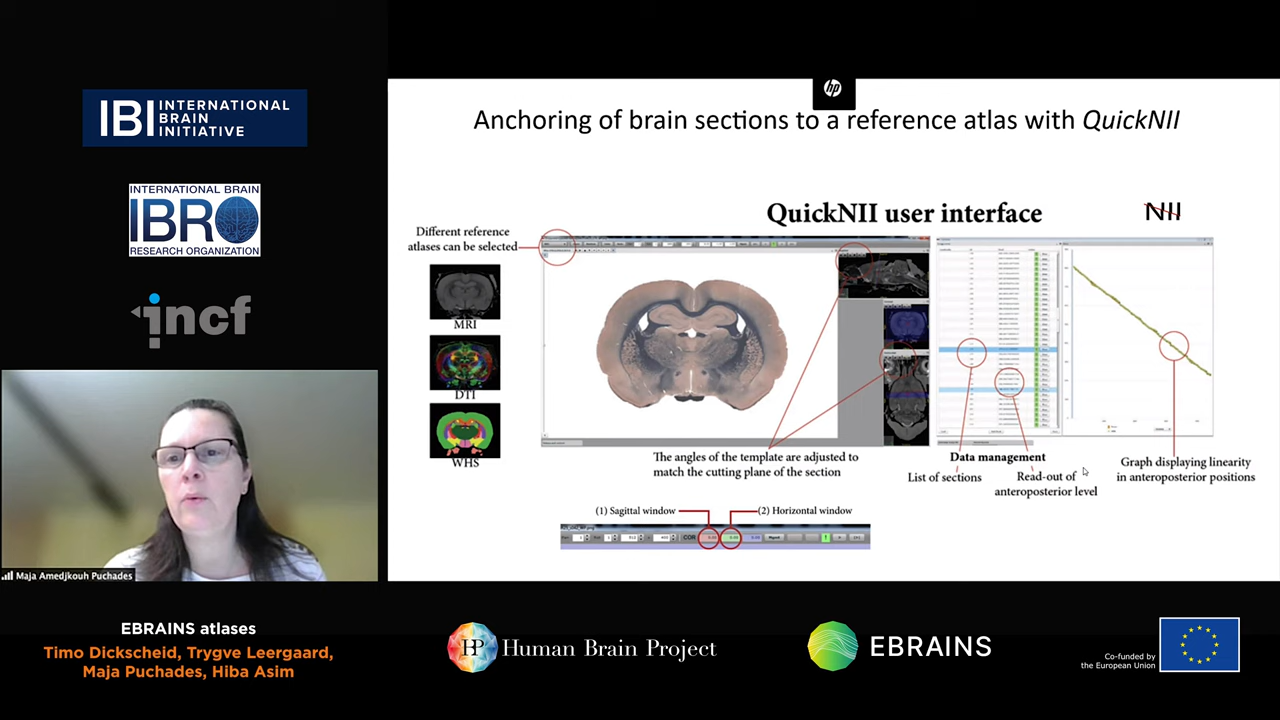 IBI INTERNATIONAL
BRAIN
INITIATIVE
INTERNATIONAL BRAIN
IBRO
RESEARCH ORGANIZATION
incf
hp
Anchoring of brain sections to a reference atlas with QuickNII
QuickNII user interface
NII
Different reference
atlases can be selected
MRI
DTI
WHS
The angles of the template are adjusted to
match the cutting plane of the section
Data management
List of sections
Read-out of
anteroposterior level
Graph displaying linearity
in anteroposterior positions
(1) Sagittal window
(2) Horizontal window
COR
Maja Amedjkouh Puchades
EBRAINS atlases
Timo Dickscheid, Trygve Leergaard,
Maja Puchades, Hiba Asim
HBP Human Brain Project
EBRAINS
Co-funded by
the European Union